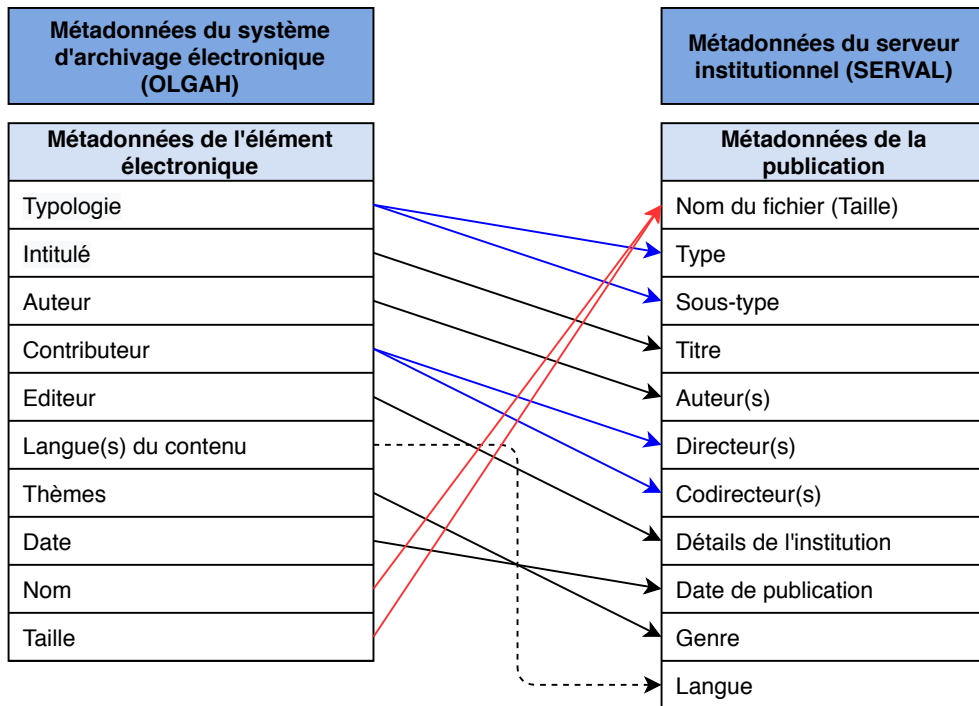 Métadonnées du système
d'archivage électronique
(OLGAH)
Métadonnées de l'élément
électronique
Typologie
Intitulé
Auteur
Contributeur
Editeur
Langue(s) du contenu
Thèmes
Date
Nom
Taille
Métadonnées du serveur
institutionnel (SERVAL)
Métadonnées de la
publication
Nom du fichier (Taille)
Type
Sous-type
Titre
Auteur(s)
Directeur(s)
Codirecteur(s)
Détails de l'institution
Date de publication
Genre
Langue